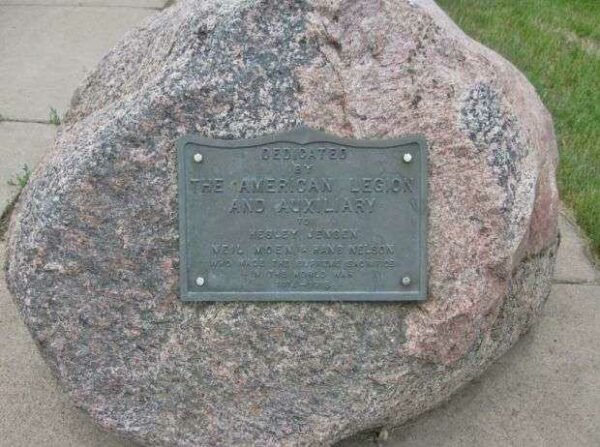 DEDICATED
BY
THE AMERICAN LEGION
AND AUXILIARY
TO
HEGLEY JENSEN
NEIL MOEN - HANS NELSON
WHO MADE THE SUPREME SACRIFICE
IN THE WORLD WAR